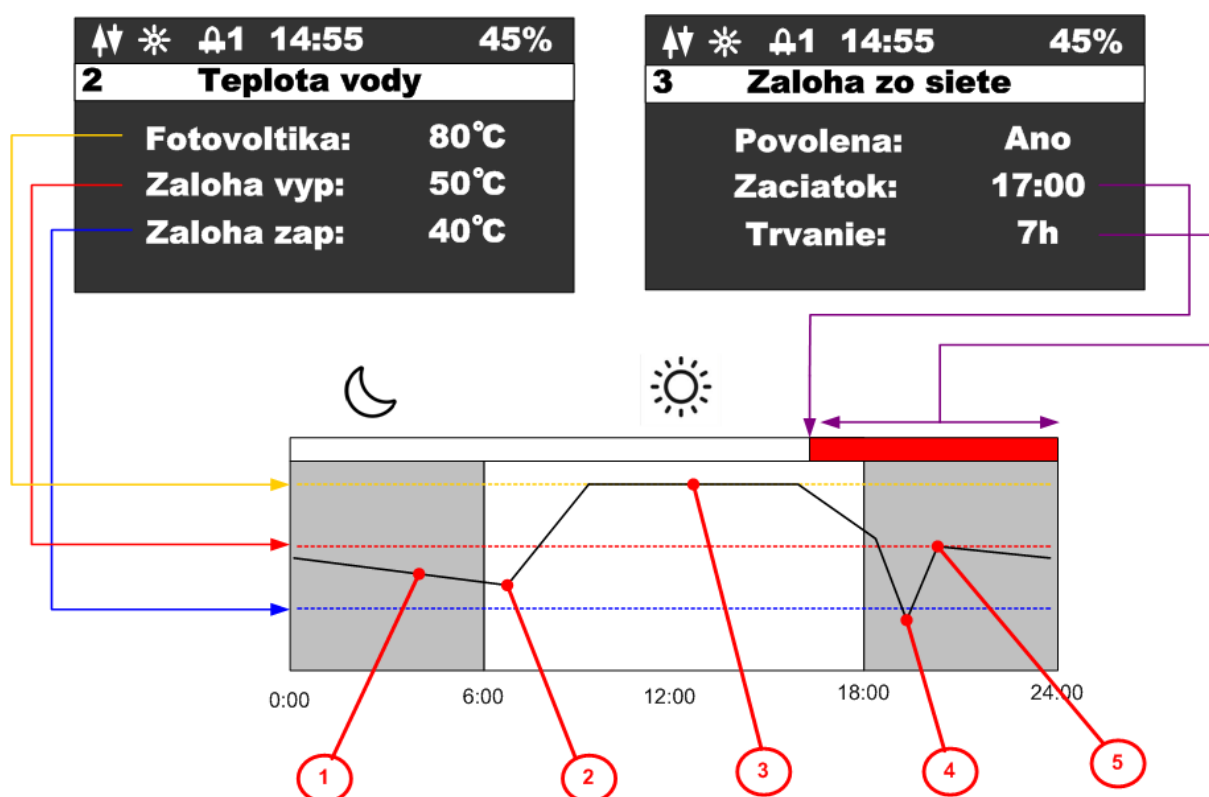 1 14:55 45%
2 Teplota vody
Fotovoltika: 80°C
Zaloha vyp: 50°C
Zaloha zap: 40°C
1 14:55 45%
3 Zaloha zo siete
Povolena: Ano
Zaciatok: 17:00
Trvanie: 7h
0:00 6:00 12:00 18:00 24:00
1 2 3 4 5